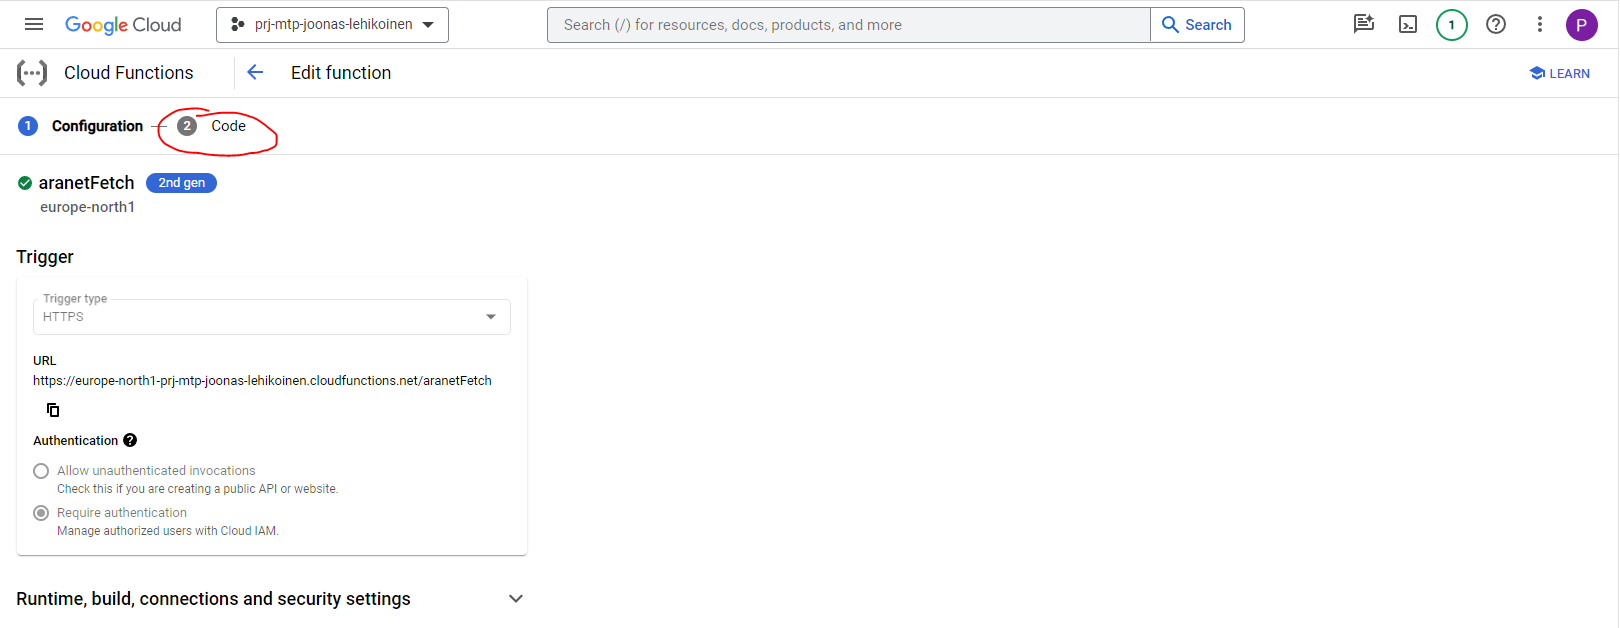 Google Cloud
prj-mtp-joonas-lehikoinen
Search (/) for resources, docs, products, and more
Search
1
?
P
Cloud Functions
Edit function
LEARN
1 Configuration
2 Code
aranetFetch 2nd gen
europe-north1
Trigger
Trigger type
HTTPS
URL
https://europe-north1-prj-mtp-joonas-lehikoinen.cloudfunctions.net/aranetFetch
Authentication ?
Allow unauthenticated invocations
Check this if you are creating a public API or website.
Require authentication
Manage authorized users with Cloud IAM.
Runtime, build, connections and security settings